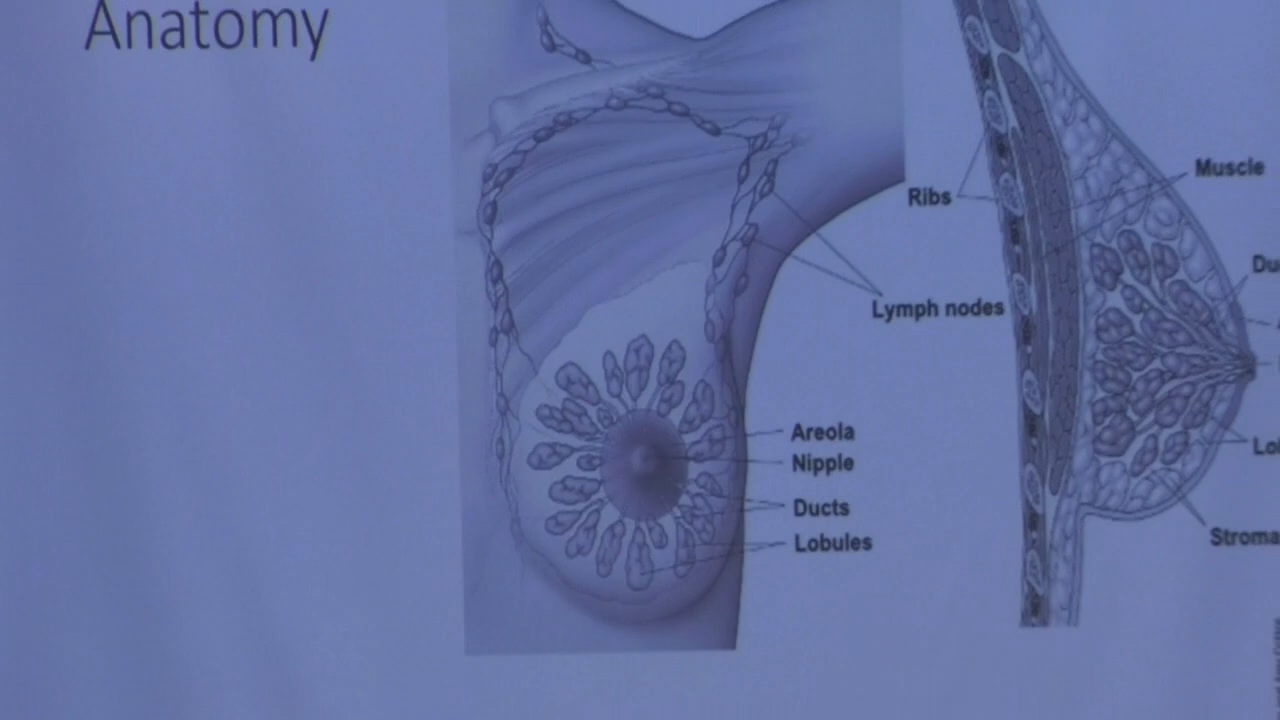 Anatomy
Muscle
Ribs
Lymph nodes
Areola
Nipple
Ducts
Lobules
Stroma